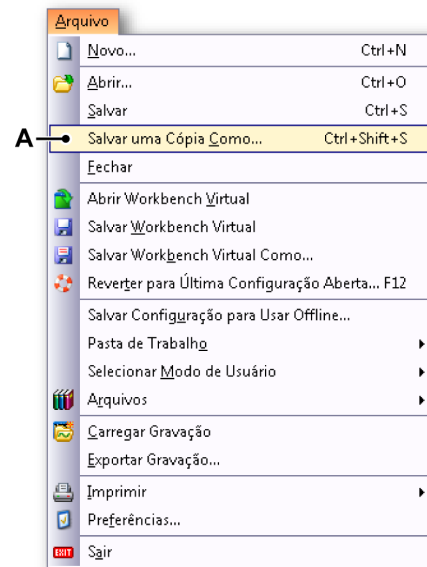 Arquivo
Novo... Ctrl+N
Abrir... Ctrl+O
Salvar Ctrl+S
A Salvar uma Cópia Como... Ctrl+Shift+S
Fechar
Abrir Workbench Virtual
Salvar Workbench Virtual
Salvar Workbench Virtual Como...
Reverter para Última Configuração Aberta... F12
Salvar Configuração para Usar Offline...
Pasta de Trabalho
Selecionar Modo de Usuário
Arquivos
Carregar Gravação
Exportar Gravação...
Imprimir
Preferências...
EXIT Sair